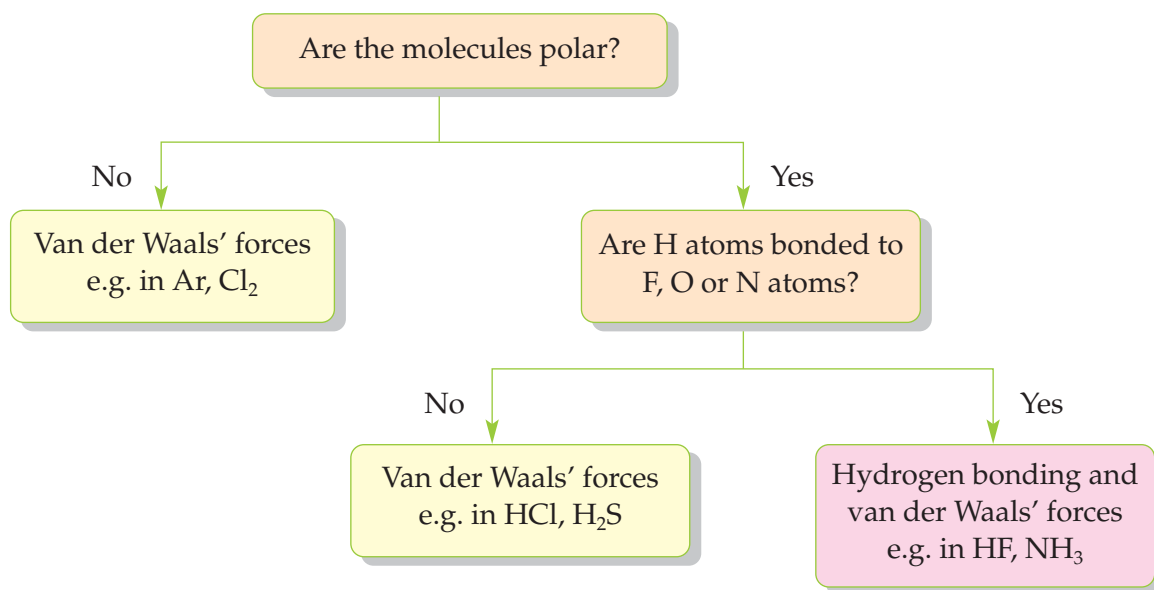 Are the molecules polar?
No
Yes
Van der Waals’ forces
e.g. in Ar, Cl₂
Are H atoms bonded to
F, O or N atoms?
No
Yes
Van der Waals’ forces
e.g. in HCl, H₂S
Hydrogen bonding and
van der Waals’ forces
e.g. in HF, NH₃